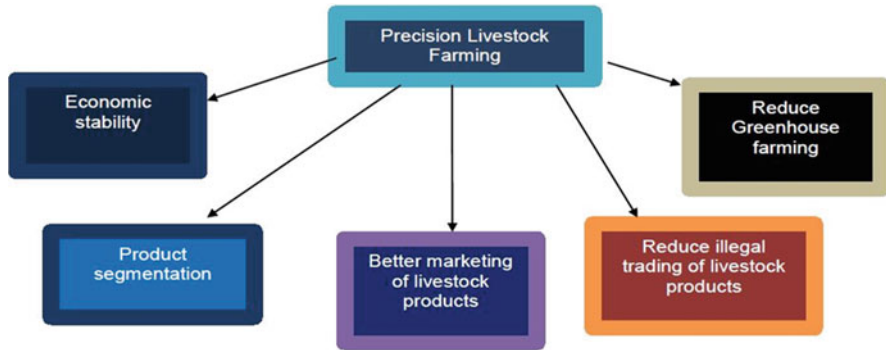 Precision Livestock
Farming
Economic
stability
Reduce
Greenhouse
farming
Product
segmentation
Better marketing
of livestock
products
Reduce illegal
trading of livestock
products